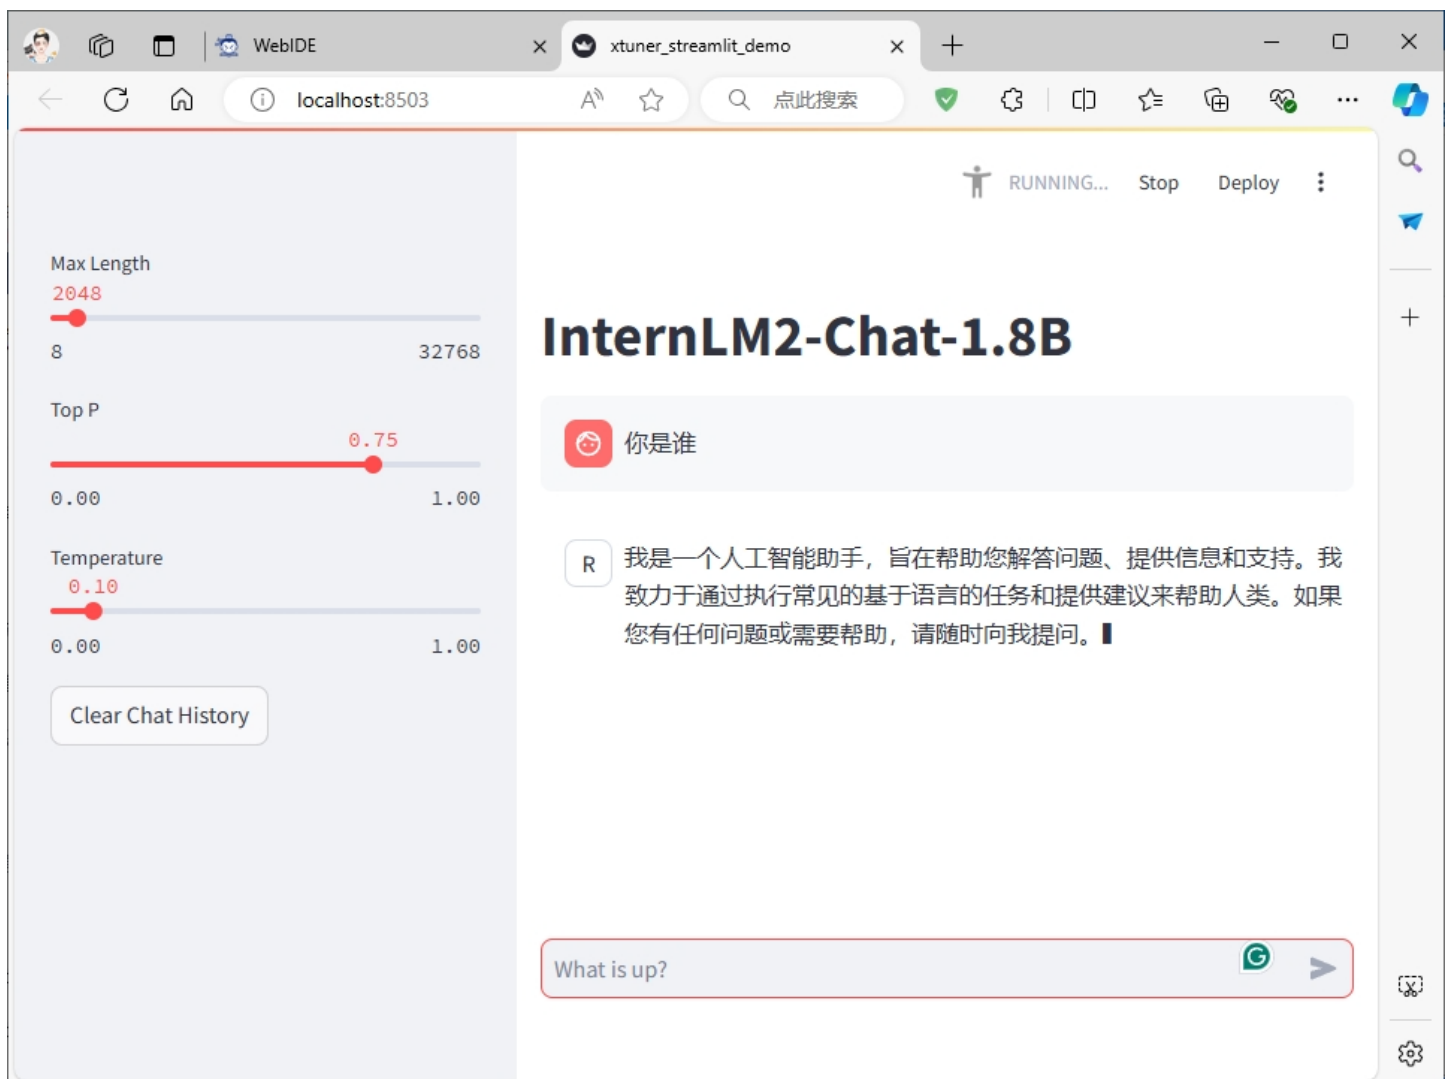 WebIDE
xtuner_streamlit_demo
localhost:8503
点此搜索
RUNNING...
Stop
Deploy
Max Length
2048
8
32768
Top P
0.75
0.00
1.00
Temperature
0.10
0.00
1.00
Clear Chat History
InternLM2-Chat-1.8B
你是谁
R
我是一个人工智能助手，旨在帮助您解答问题、提供信息和支持。我
致力于通过执行常见的基于语言的任务和提供建议来帮助人类。如果
您有任何问题或需要帮助，请随时向我提问。
What is up?